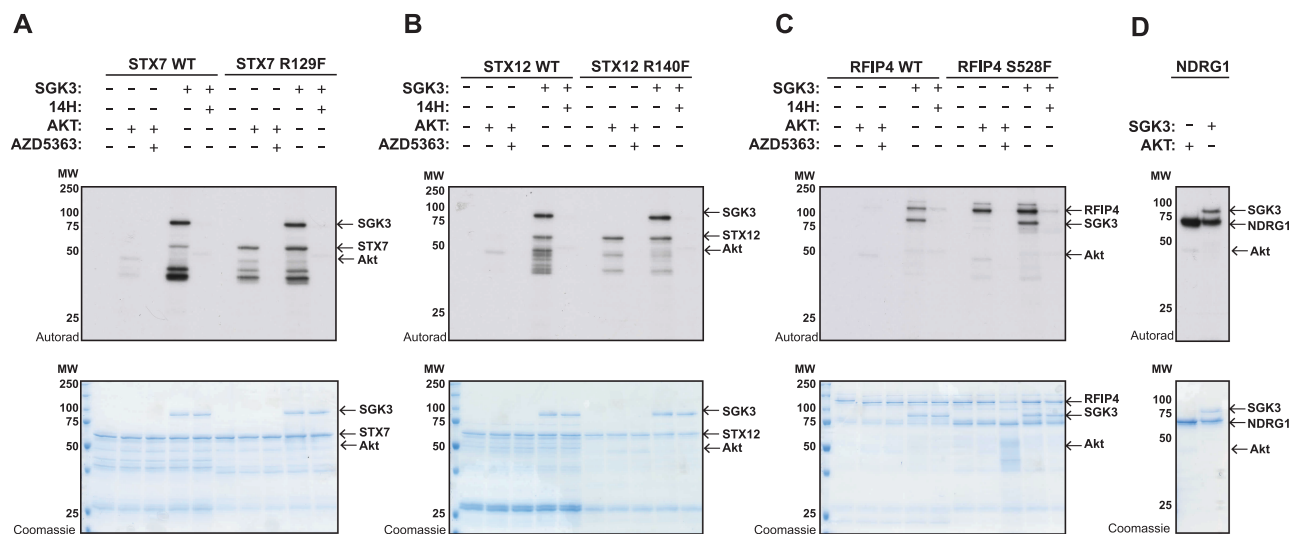 A
STX7 WT STX7 R129F
SGK3: – – – + + – – – + +
14H: – – – – + – – – – +
AKT: – + + – – – + + – –
AZD5363: – – + – – – – + – –
MW
250
100
75
50
25
Autorad
SGK3
STX7
Akt
MW
250
100
75
50
25
Coomassie
SGK3
STX7
Akt
B
STX12 WT STX12 R140F
SGK3: – – – + + – – – + +
14H: – – – – + – – – – +
AKT: – + + – – – + + – –
AZD5363: – – + – – – – + – –
MW
250
100
75
50
25
Autorad
SGK3
STX12
Akt
MW
250
100
75
50
25
Coomassie
SGK3
STX12
Akt
C
RFIP4 WT RFIP4 S528F
SGK3: – – – + + – – – + +
14H: – – – – + – – – – +
AKT: – + + – – – + + – –
AZD5363: – – + – – – – + – –
MW
250
100
75
50
25
Autorad
RFIP4
SGK3
Akt
MW
250
100
75
50
25
Coomassie
RFIP4
SGK3
Akt
D
NDRG1
SGK3: – +
AKT: + –
MW
250
100
75
50
25
Autorad
SGK3
NDRG1
Akt
MW
250
100
75
50
25
Coomassie
SGK3
NDRG1
Akt